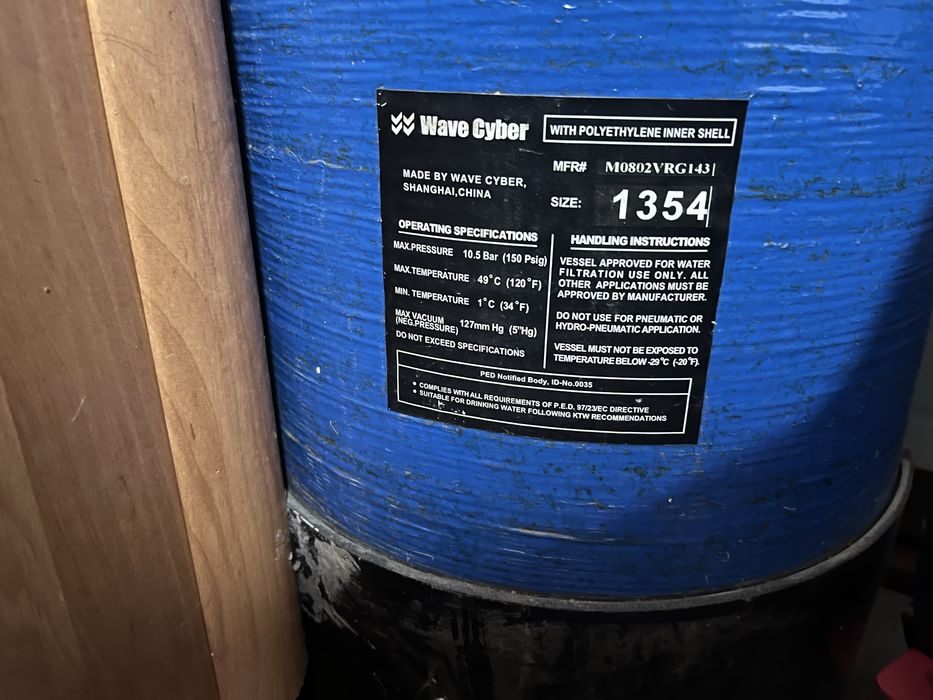 Wave Cyber
WITH POLYETHYLENE INNER SHELL
MFR# M0802VRG143
MADE BY WAVE CYBER,
SHANGHAI,CHINA
SIZE: 1354
OPERATING SPECIFICATIONS
MAX.PRESSURE 10.5 Bar (150 Psig)
MAX.TEMPERATURE 49°C (120°F)
MIN. TEMPERATURE 1°C (34°F)
MAX VACUUM
(NEG.PRESSURE) 127mm Hg (5"Hg)
DO NOT EXCEED SPECIFICATIONS
HANDLING INSTRUCTIONS
VESSEL APPROVED FOR WATER
FILTRATION USE ONLY. ALL
OTHER APPLICATIONS MUST BE
APPROVED BY MANUFACTURER.
DO NOT USE FOR PNEUMATIC OR
HYDRO-PNEUMATIC APPLICATION.
VESSEL MUST NOT BE EXPOSED TO
TEMPERATURE BELOW -29°C (-20°F).
PED Notified Body, ID-No.0035
• COMPLIES WITH ALL REQUIREMENTS OF P.E.D. 97/23/EC DIRECTIVE
• SUITABLE FOR DRINKING WATER FOLLOWING KTW RECOMMENDATIONS